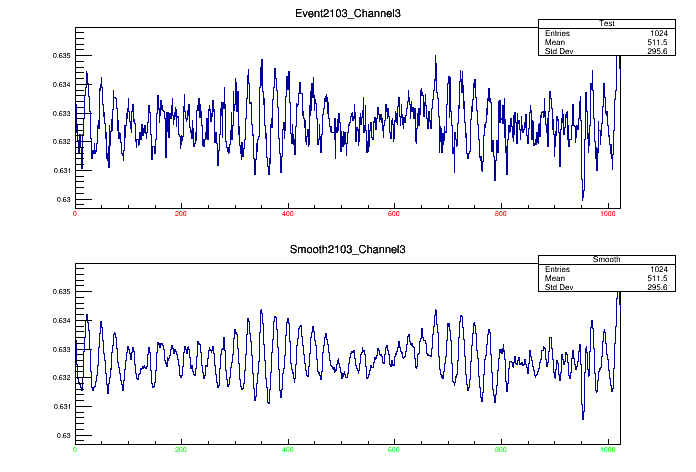 Event2103_Channel3
Test
Entries 1024
Mean 511.5
Std Dev 295.6
0.635
0.634
0.633
0.632
0.631
0.63
0 200 400 600 800 1000
Smooth2103_Channel3
Smooth
Entries 1024
Mean 511.5
Std Dev 295.6
0.635
0.634
0.633
0.632
0.631
0.63
0 200 400 600 800 1000